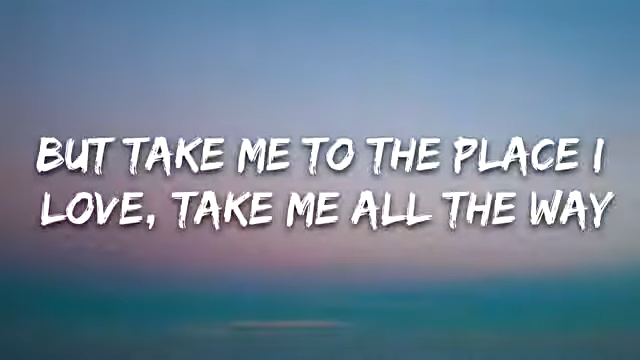 BUT TAKE ME TO THE PLACE I
LOVE, TAKE ME ALL THE WAY